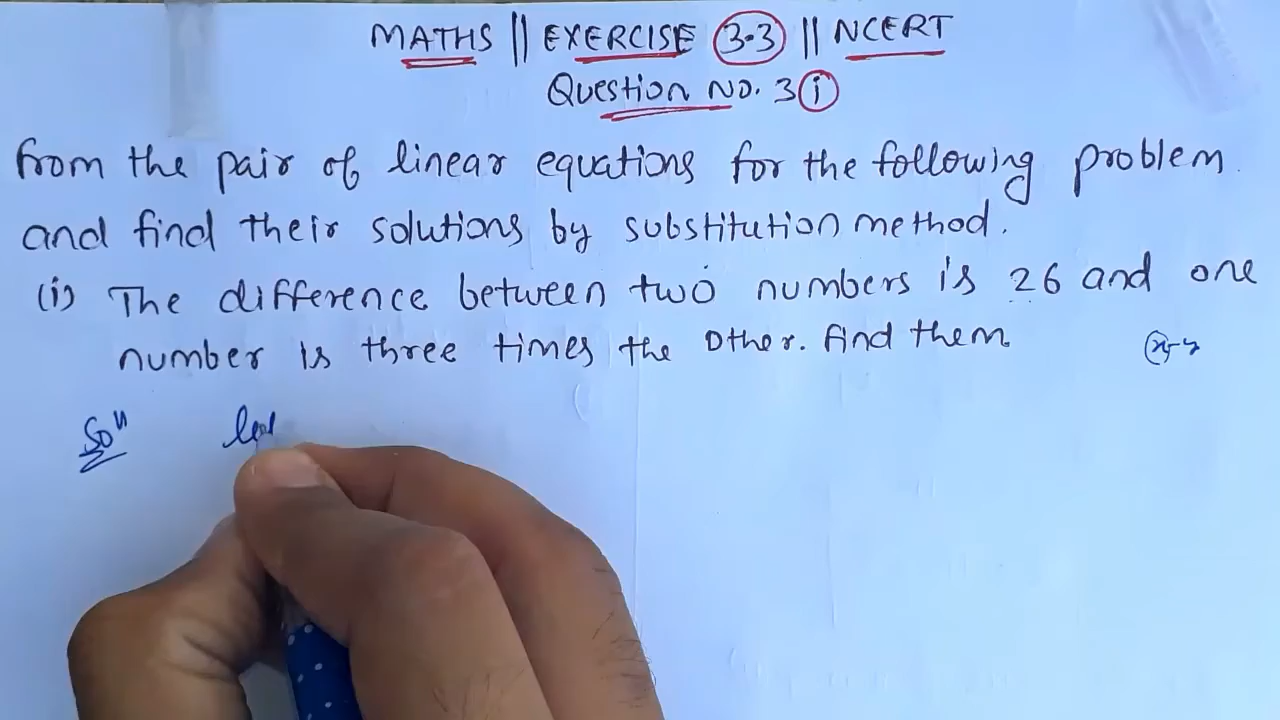 MATHS || EXERCISE 3.3 || NCERT
Question NO. 3 (i)
from the pair of linear equations for the following problem.
and find their solutions by substitution method.
(i) The difference between two numbers is 26 and one
number is three times the other. find them.
x-y
Soⁿ